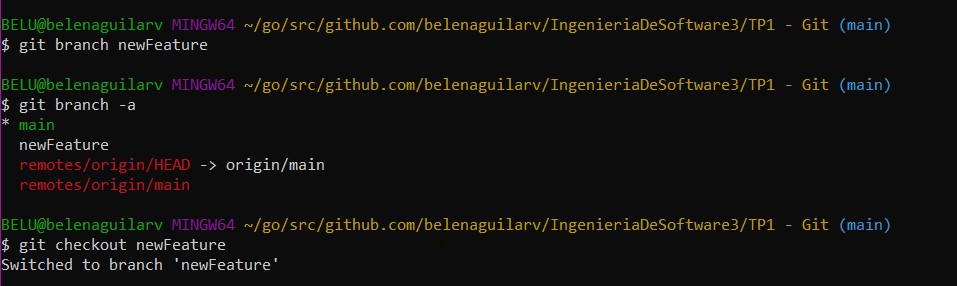 BELU@belenaguilarv MINGW64 ~/go/src/github.com/belenaguilarv/IngenieriaDeSoftware3/TP1 - Git (main)
$ git branch newFeature
BELU@belenaguilarv MINGW64 ~/go/src/github.com/belenaguilarv/IngenieriaDeSoftware3/TP1 - Git (main)
$ git branch -a
* main
newFeature
remotes/origin/HEAD -> origin/main
remotes/origin/main
BELU@belenaguilarv MINGW64 ~/go/src/github.com/belenaguilarv/IngenieriaDeSoftware3/TP1 - Git (main)
$ git checkout newFeature
Switched to branch 'newFeature'